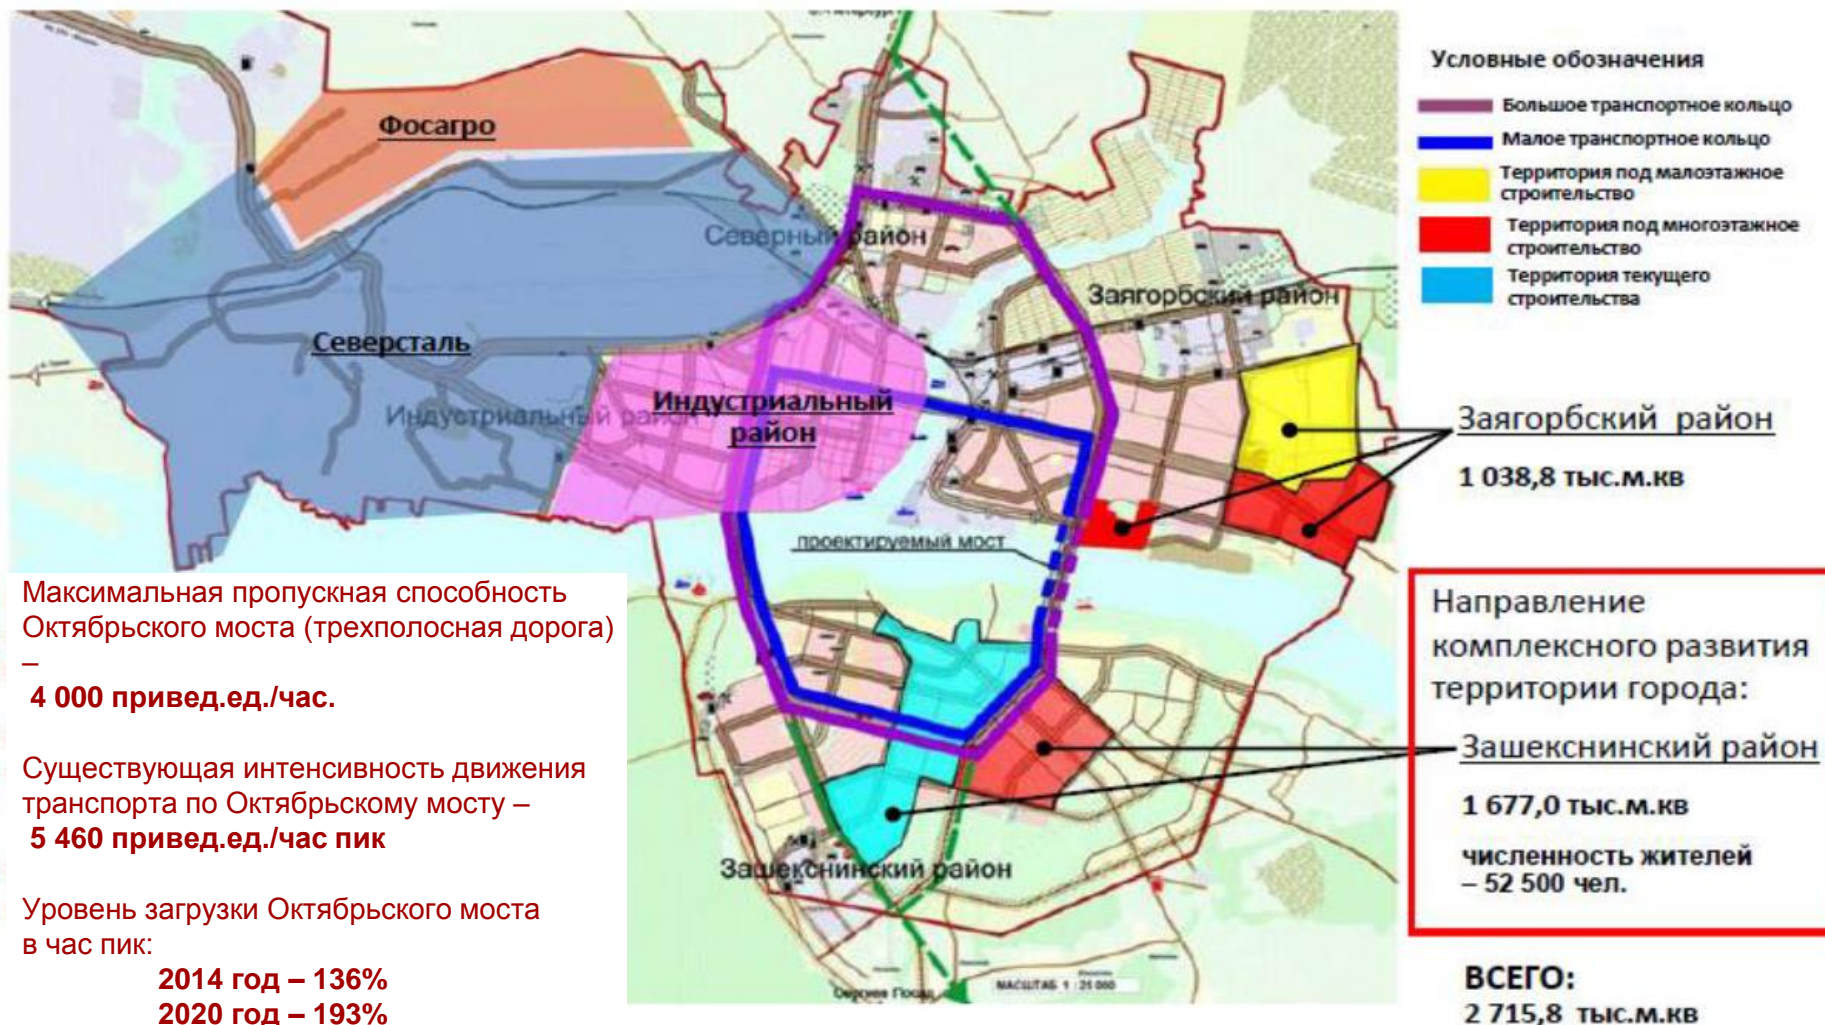 Фосагро
Северсталь
Северный район
Индустриальный район
Индустриальный
район
Заягорбский район
проектируемый мост
Зашекснинский район
МАСШТАБ 1 : 25 000
Условные обозначения
Большое транспортное кольцо
Малое транспортное кольцо
Территория под малоэтажное
строительство
Территория под многоэтажное
строительство
Территория текущего
строительства
Заягорбский район
1 038,8 тыс.м.кв
Направление
комплексного развития
территории города:
Зашекснинский район
1 677,0 тыс.м.кв
численность жителей
– 52 500 чел.
ВСЕГО:
2 715,8 тыс.м.кв
Максимальная пропускная способность
Октябрьского моста (трехполосная дорога)
–
4 000 привед.ед./час.
Существующая интенсивность движения
транспорта по Октябрьскому мосту –
5 460 привед.ед./час пик
Уровень загрузки Октябрьского моста
в час пик:
2014 год – 136%
2020 год – 193%